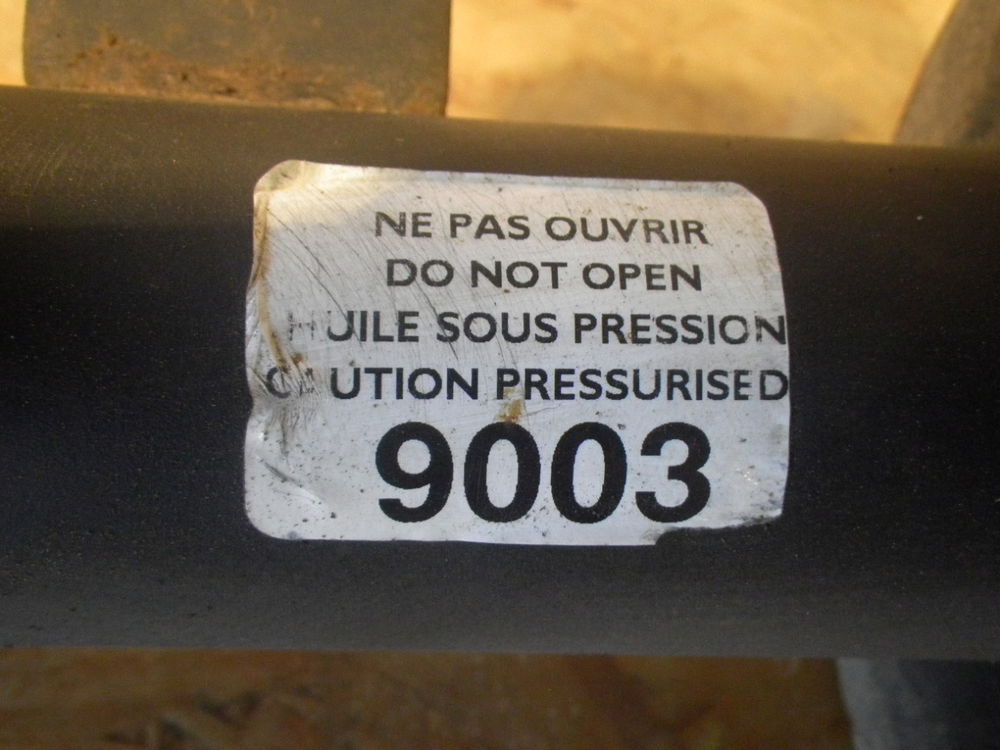 NE PAS OUVRIR
DO NOT OPEN
HUILE SOUS PRESSION
CAUTION PRESSURISED
9003